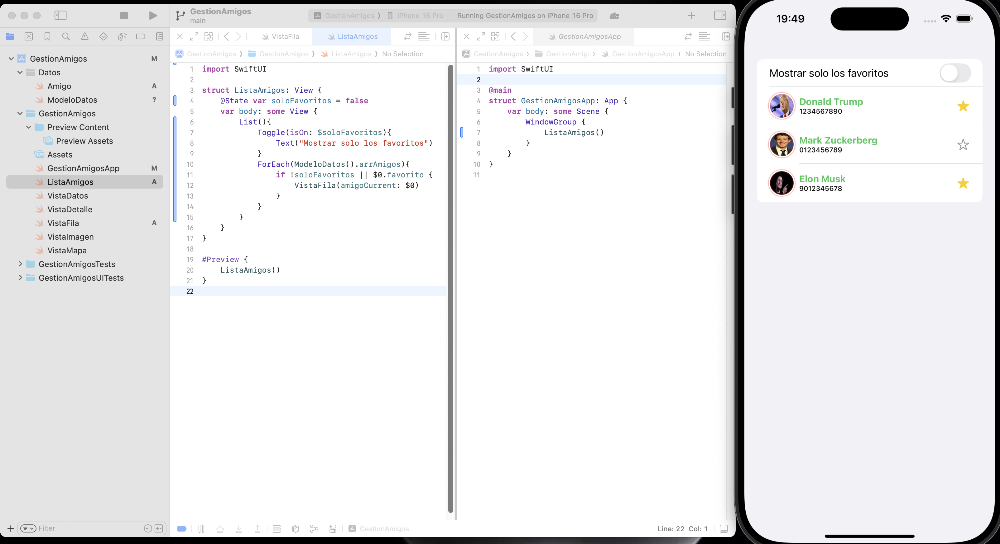 GestionAmigos
main
GestionAmigos
iPhone 16 Pro
Running GestionAmigos on iPhone 16 Pro
VistaFila
ListaAmigos
GestionAmigosApp
GestionAmigos
GestionAmigos
ListaAmigos
No Selection
GestionAmigos
GestionAmigo
GestionAmigosApp
No Selection
GestionAmigos M
Datos
Amigo A
ModeloDatos ?
GestionAmigos
Preview Content
Preview Assets
Assets
GestionAmigosApp M
ListaAmigos A
VistaDatos
VistaDetalle
VistaFila A
VistaImagen
VistaMapa
GestionAmigosTests
GestionAmigosUITests
Filter
1 import SwiftUI
2
3 struct ListaAmigos: View {
4 @State var soloFavoritos = false
5 var body: some View {
6 List(){
7 Toggle(isOn: $soloFavoritos){
8 Text("Mostrar solo los favoritos")
9 }
10 ForEach(ModeloDatos().arrAmigos){
11 if !soloFavoritos || $0.favorito {
12 VistaFila(amigoCurrent: $0)
13 }
14 }
15 }
16 }
17 }
18
19 #Preview {
20 ListaAmigos()
21 }
22
1 import SwiftUI
2
3 @main
4 struct GestionAmigosApp: App {
5 var body: some Scene {
6 WindowGroup {
7 ListaAmigos()
8 }
9 }
10 }
11
GestionAmigos
Line: 22 Col: 1
19:49
Mostrar solo los favoritos
Donald Trump
1234567890
Mark Zuckerberg
0123456789
Elon Musk
9012345678